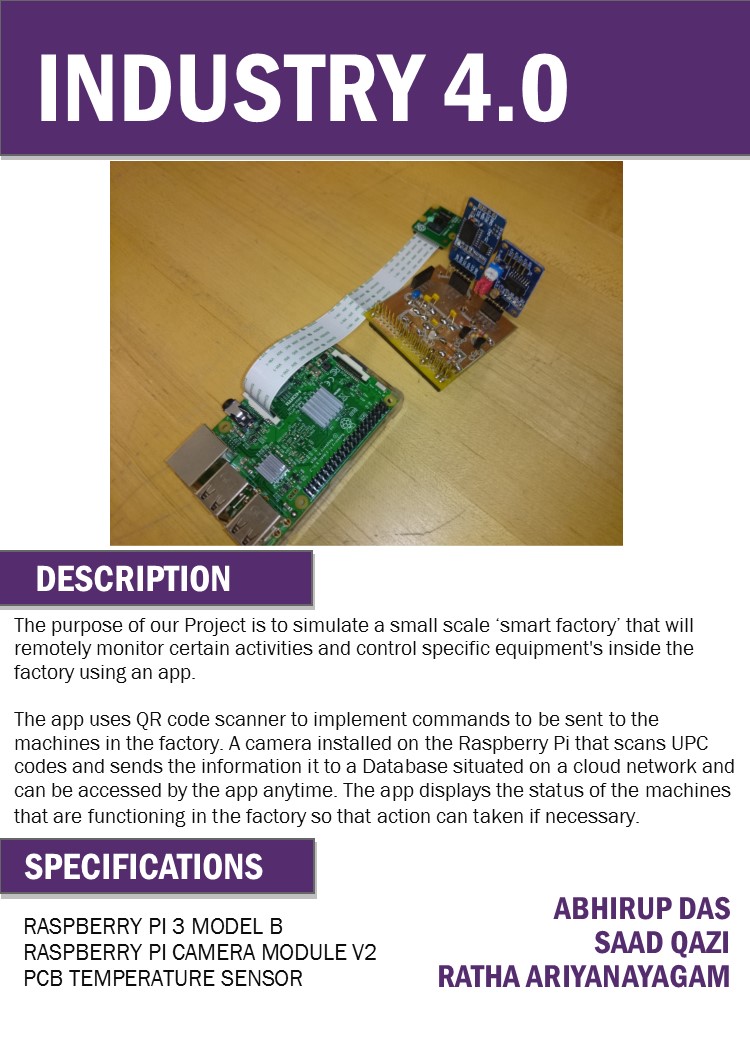 INDUSTRY 4.0
DESCRIPTION
The purpose of our Project is to simulate a small scale ‘smart factory’ that will
remotely monitor certain activities and control specific equipment's inside the
factory using an app.
The app uses QR code scanner to implement commands to be sent to the
machines in the factory. A camera installed on the Raspberry Pi that scans UPC
codes and sends the information it to a Database situated on a cloud network and
can be accessed by the app anytime. The app displays the status of the machines
that are functioning in the factory so that action can taken if necessary.
SPECIFICATIONS
RASPBERRY PI 3 MODEL B
RASPBERRY PI CAMERA MODULE V2
PCB TEMPERATURE SENSOR
ABHIRUP DAS
SAAD QAZI
RATHA ARIYANAYAGAM